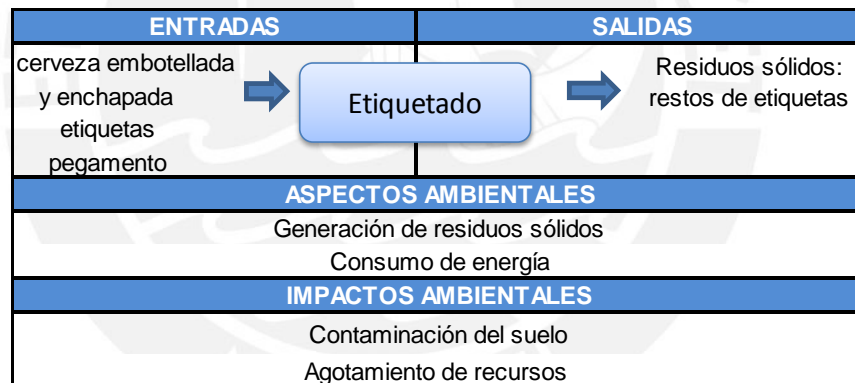 ENTRADAS
SALIDAS
cerveza embotellada
y enchapada
etiquetas
pegamento
Etiquetado
Residuos sólidos:
restos de etiquetas
ASPECTOS AMBIENTALES
Generación de residuos sólidos
Consumo de energía
IMPACTOS AMBIENTALES
Contaminación del suelo
Agotamiento de recursos